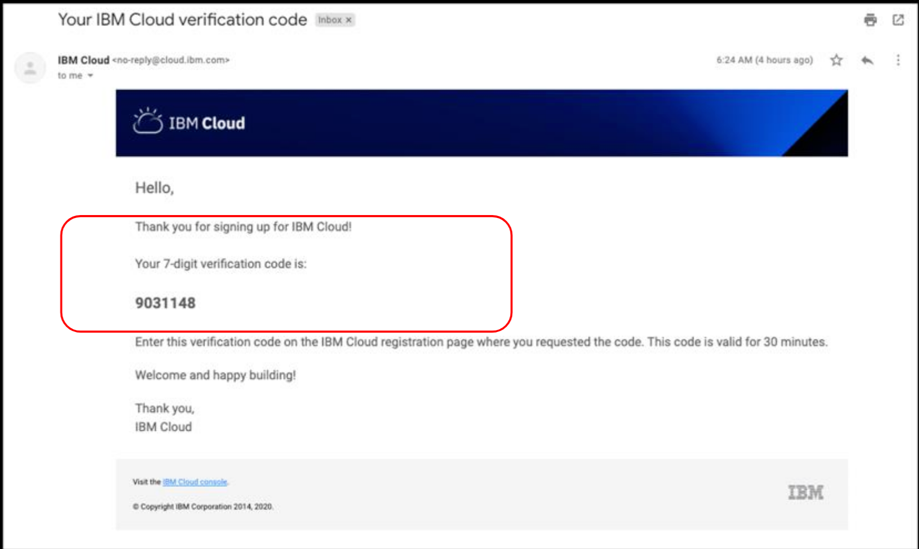 Your IBM Cloud verification code Inbox ×
IBM Cloud <no-reply@cloud.ibm.com> 6:24 AM (4 hours ago)
to me
IBM Cloud
Hello,
Thank you for signing up for IBM Cloud!
Your 7-digit verification code is:
9031148
Enter this verification code on the IBM Cloud registration page where you requested the code. This code is valid for 30 minutes.
Welcome and happy building!
Thank you,
IBM Cloud
Visit the IBM Cloud console.
IBM
© Copyright IBM Corporation 2014, 2020.